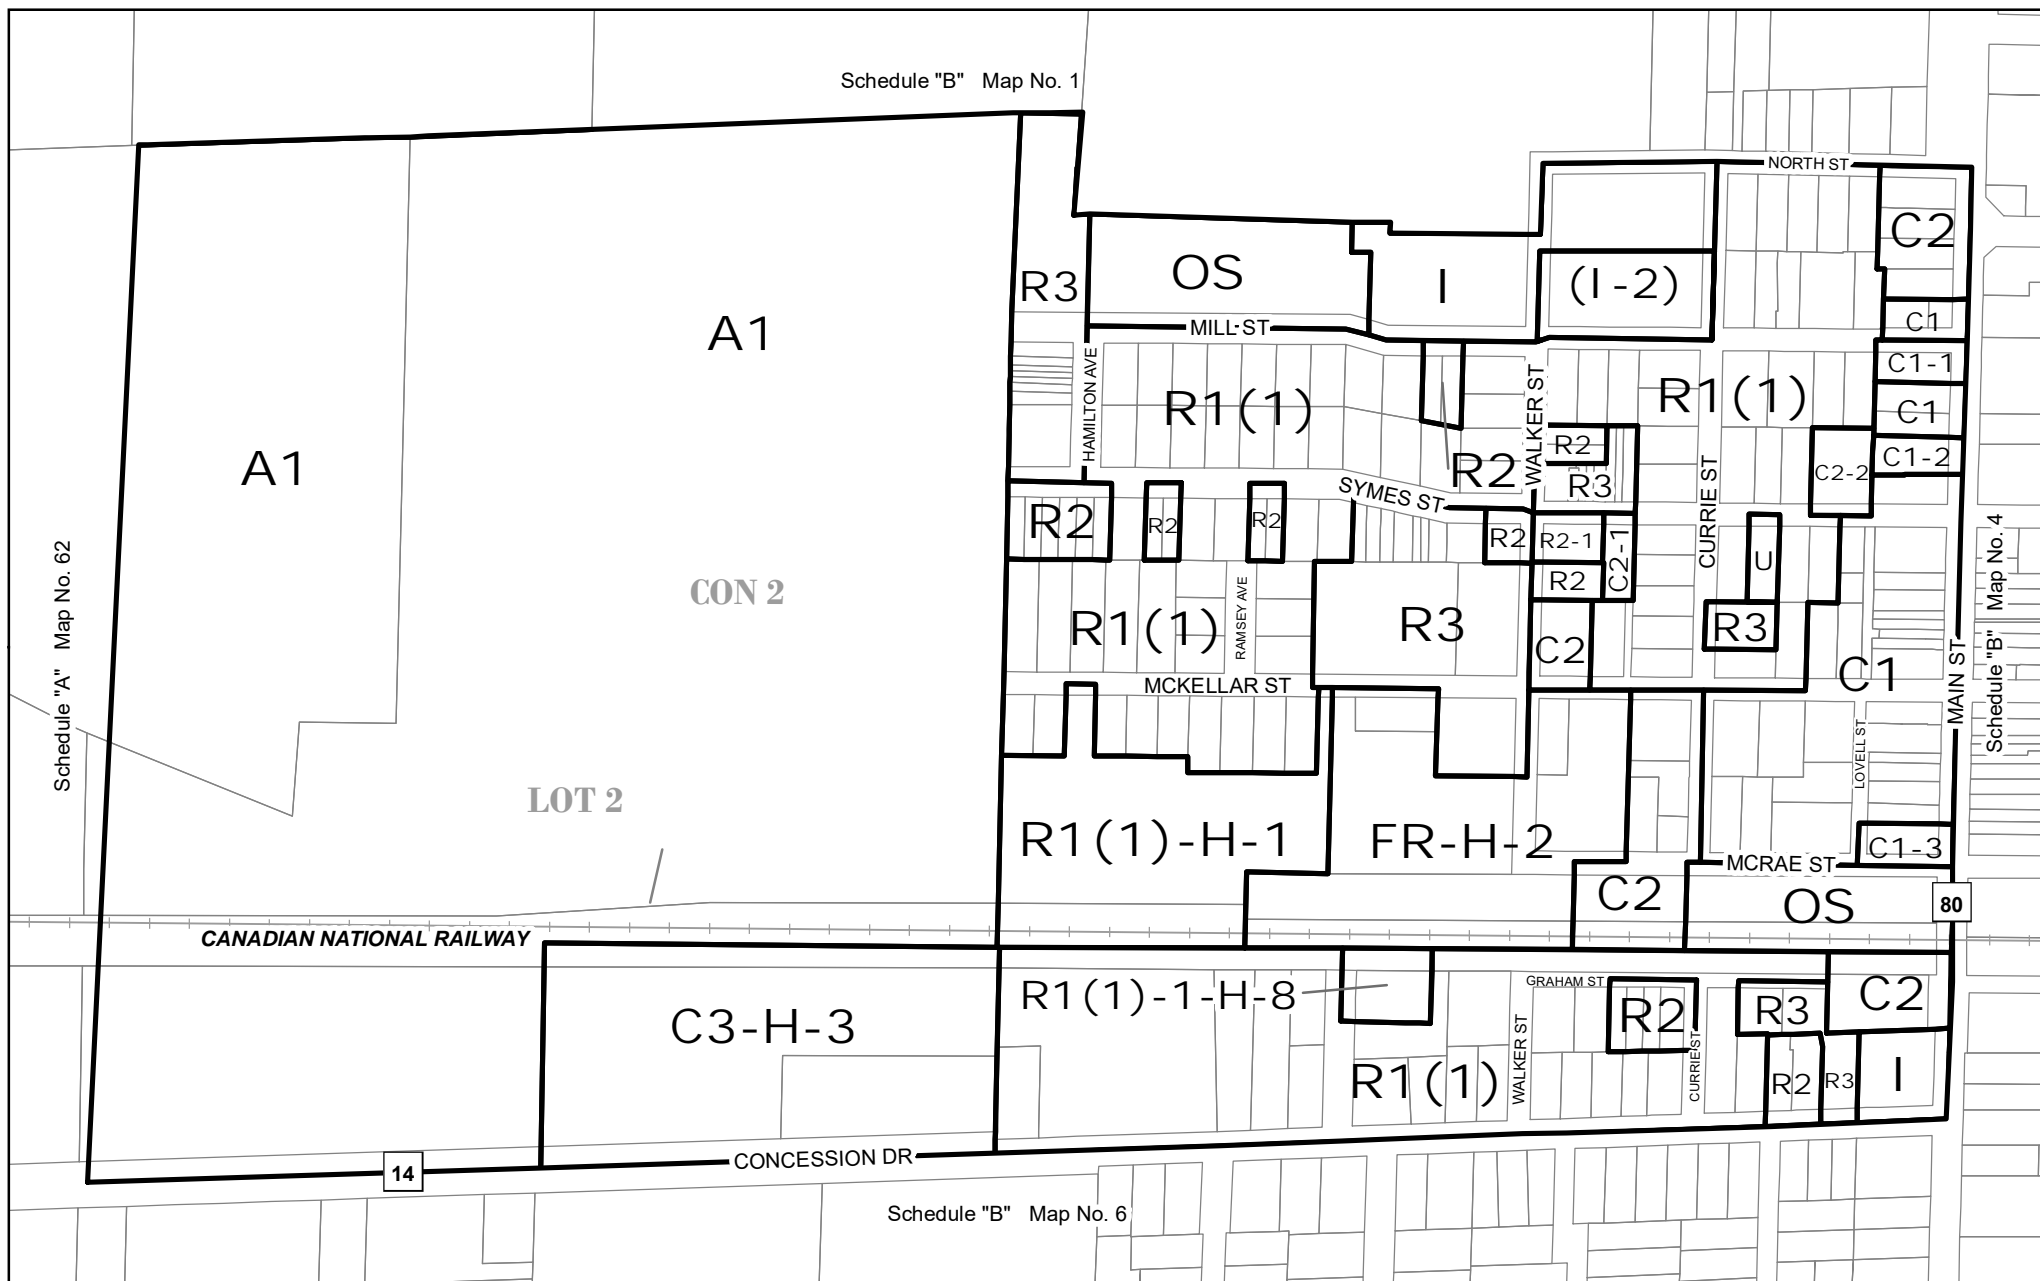 Schedule "B"   Map No. 1
NORTH ST
C2
OS
I
(I-2)
R3
A1
MILL ST
C1
C1-1
HAMILTON AVE
R1(1)
WALKER ST
R1(1)
C1
R2
C1-2
A1
R2
R3
C2-2
SYMES ST
CURRIE ST
R2
R2
R2
R2
R2-1
C2-1
U
Schedule "A"   Map No. 62
CON 2
R2
RAMSEY AVE
R1(1)
R3
R3
C2
Schedule "B"   Map No. 4
MAIN ST
C1
MCKELLAR ST
LOVELL ST
LOT 2
R1(1)-H-1
FR-H-2
C1-3
MCRAE ST
C2
OS
80
CANADIAN NATIONAL RAILWAY
R1(1)-1-H-8
GRAHAM ST
C2
C3-H-3
R2
R3
WALKER ST
CURRIE ST
R1(1)
R2
R3
I
CONCESSION DR
14
Schedule "B"   Map No. 6